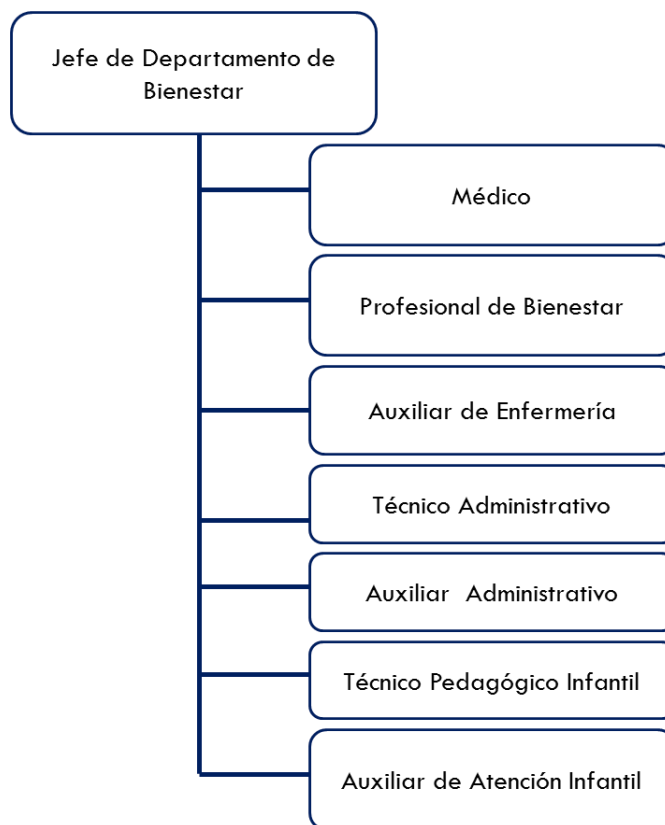 Jefe de Departamento de
Bienestar
Médico
Profesional de Bienestar
Auxiliar de Enfermería
Técnico Administrativo
Auxiliar Administrativo
Técnico Pedagógico Infantil
Auxiliar de Atención Infantil